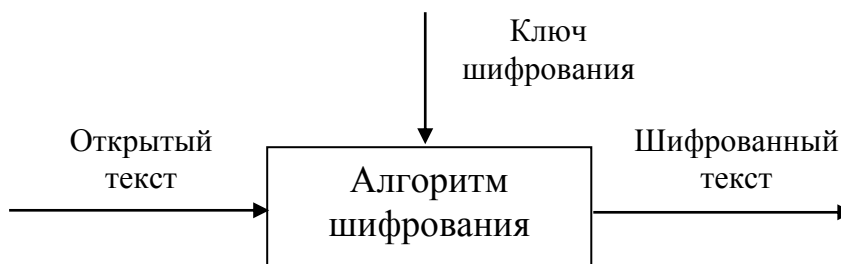 Ключ
шифрования
Открытый
текст
Алгоритм
шифрования
Шифрованный
текст